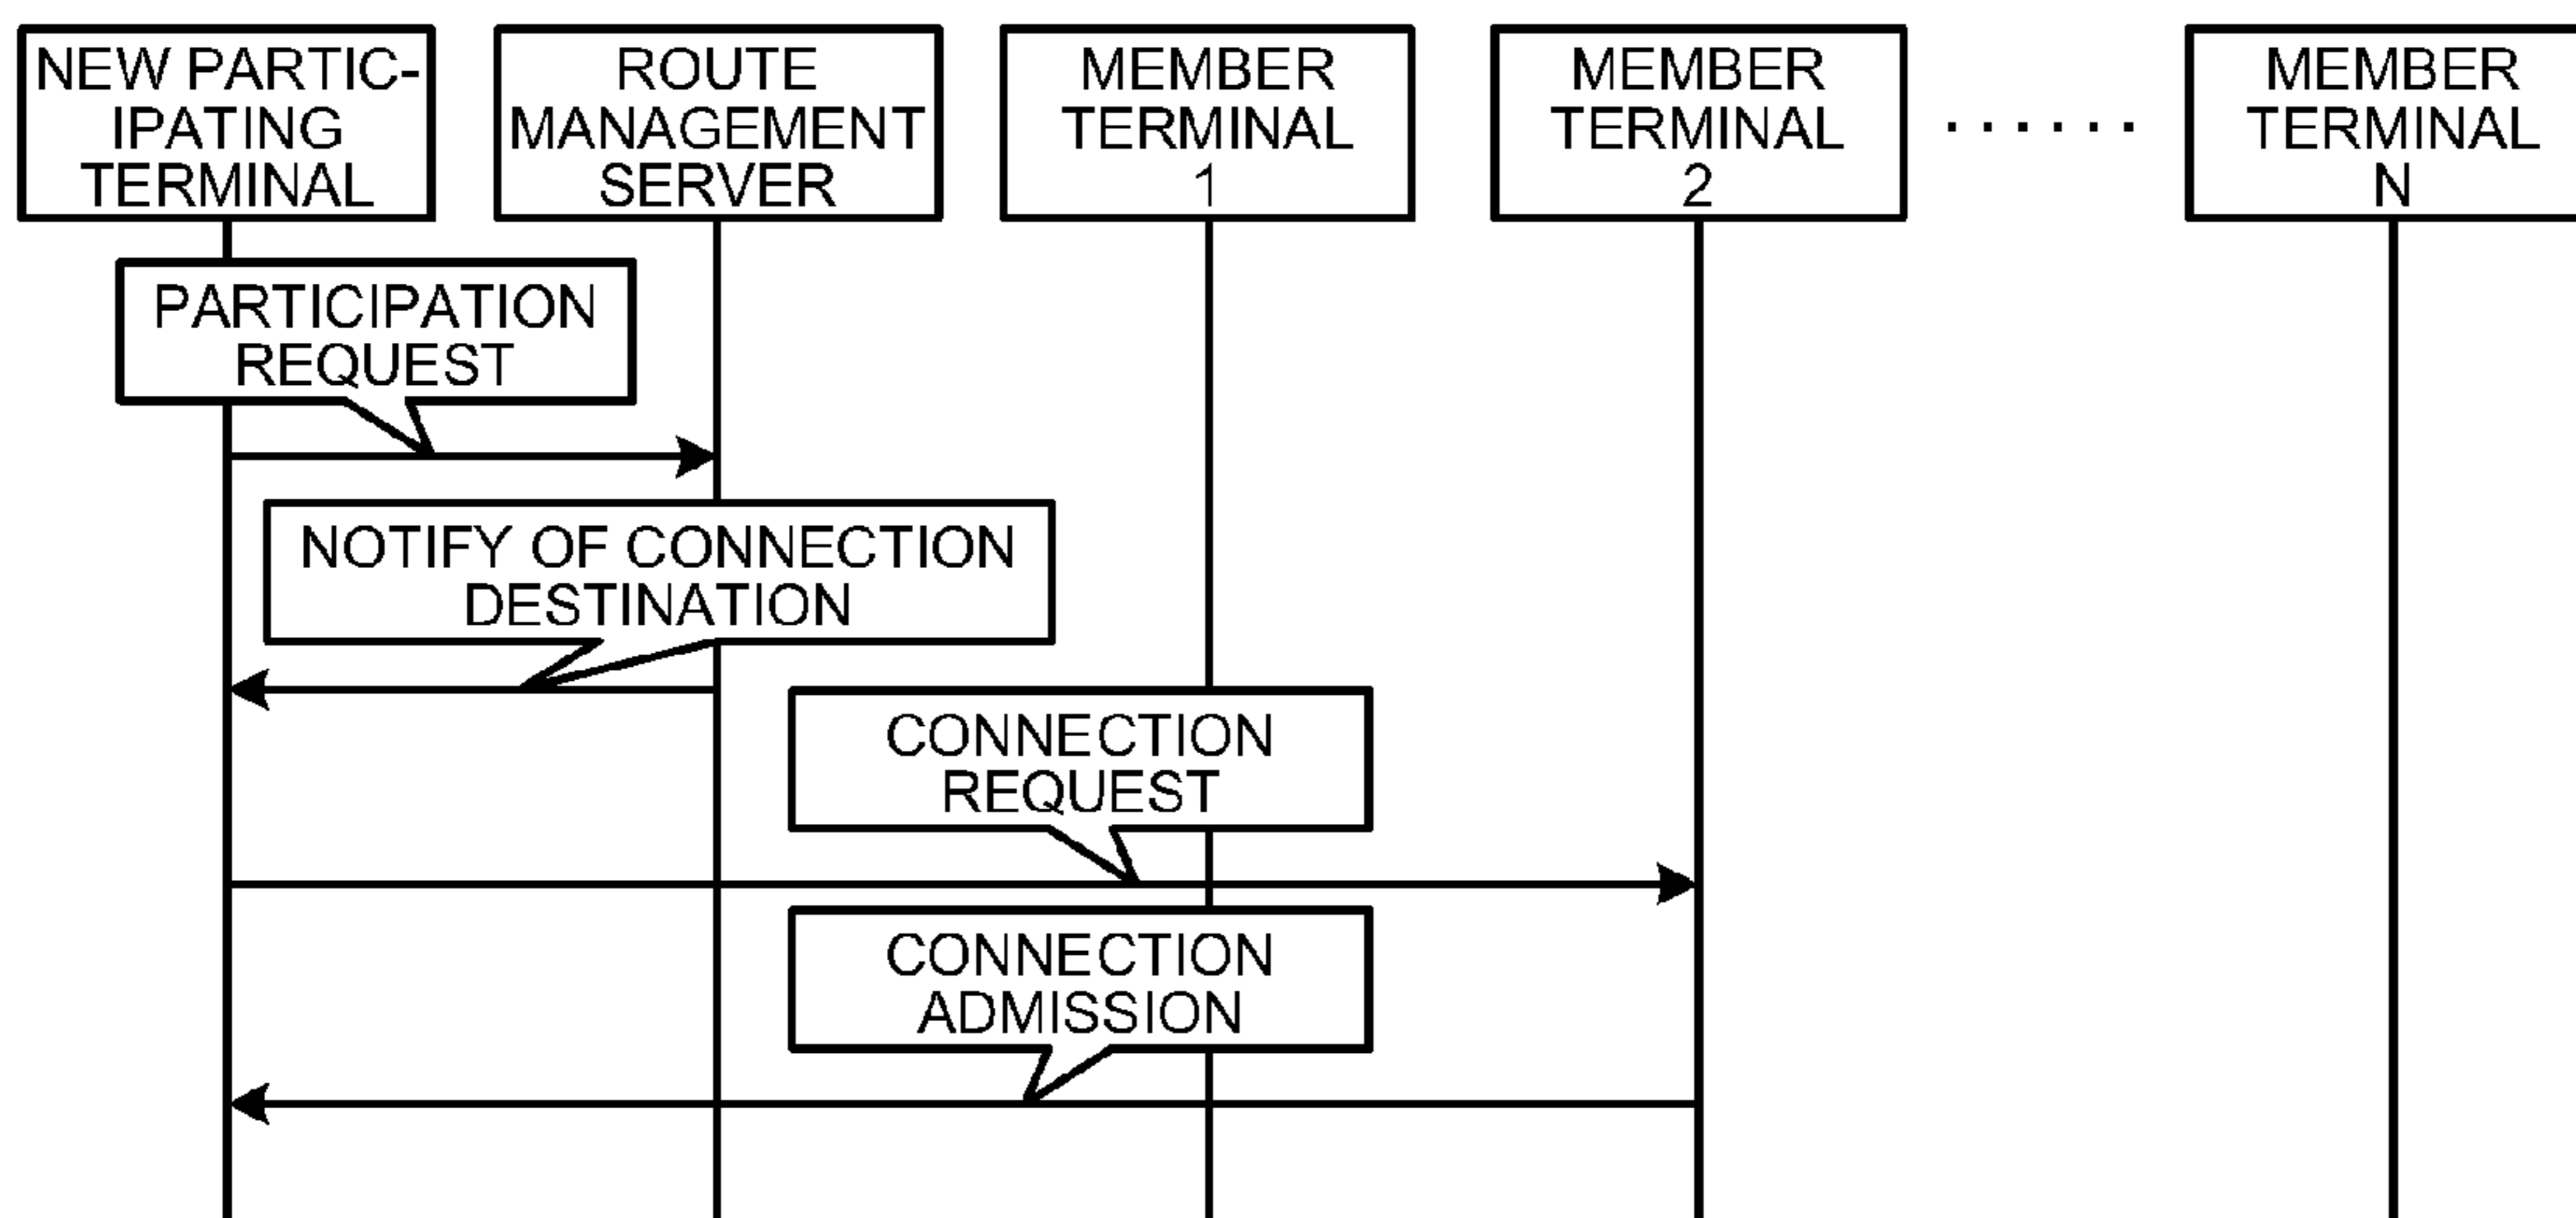 NEW PARTIC-
IPATING
TERMINAL
ROUTE
MANAGEMENT
SERVER
MEMBER
TERMINAL
1
MEMBER
TERMINAL
2
......
MEMBER
TERMINAL
N
PARTICIPATION
REQUEST
NOTIFY OF CONNECTION
DESTINATION
CONNECTION
REQUEST
CONNECTION
ADMISSION